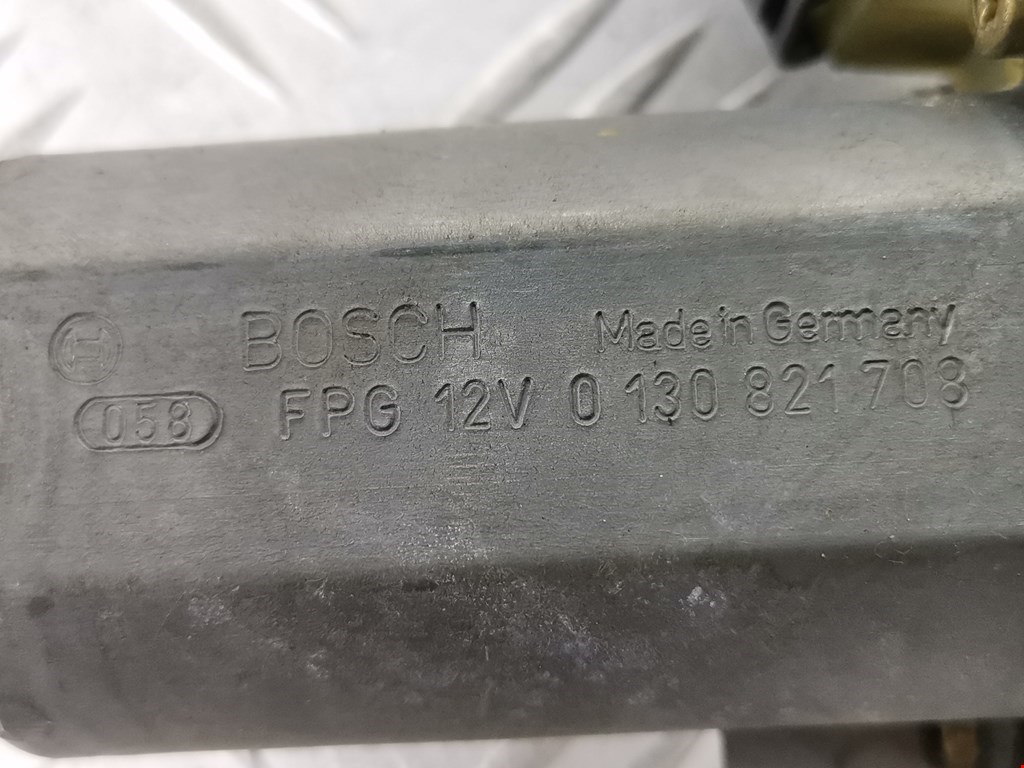 BOSCH Made in Germany
058 FPG 12V 0 130 821 708